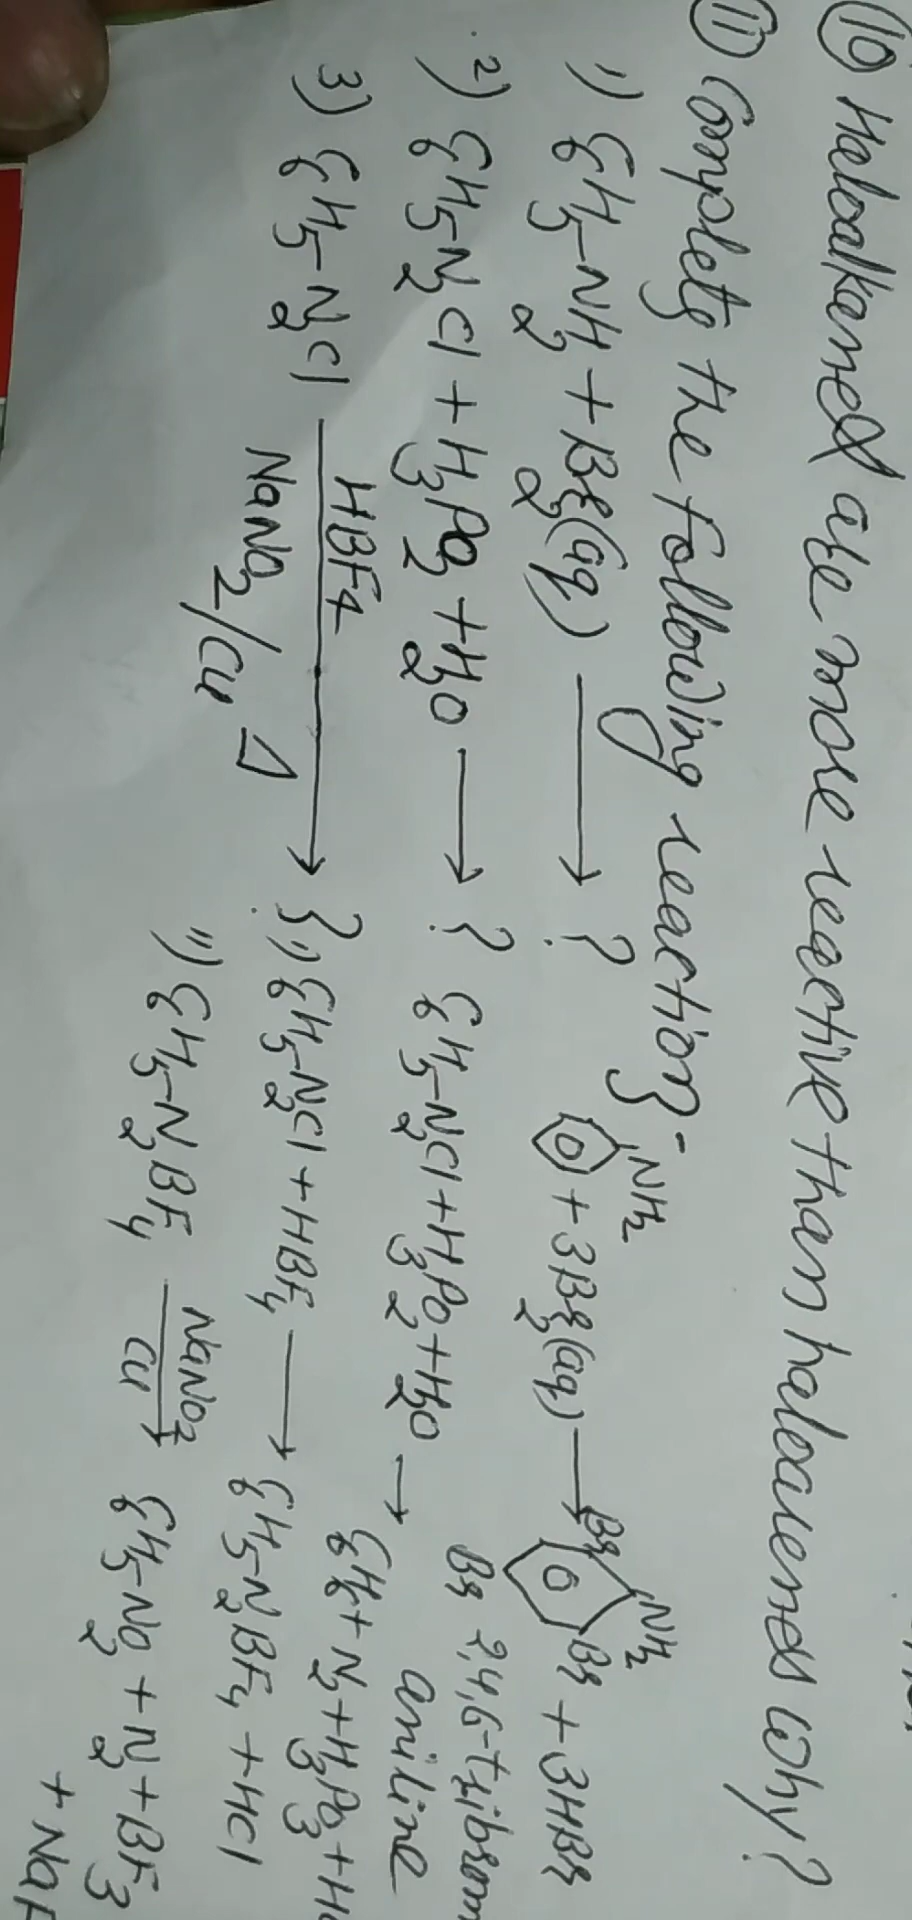 ⑩ Haloalkenes are more reactive than haloarenes why?
⑪ Complete the following reaction -
1) C6H5-NH2 + Br2(aq) ⟶ ? NH2 + 3Br2(aq) ⟶ Br NH2 Br + 3HBr
Br 2,4,6-tribrom
aniline
2) C6H5-N2Cl + H3PO2 + H2O ⟶ ? C6H5-N2Cl + H3PO2 + H2O → C6H6 + N2 + H3PO3 + H
3) C6H5-N2Cl HBF4 NaNO2/Cu Δ ⟶ ? i) C6H5-N2Cl + HBF4 ⟶ C6H5-N2BF4 + HCl
ii) C6H5-N2BF4 NaNO2 Cu ⟶ C6H5-NO2 + N2 + BF3
+ NaF